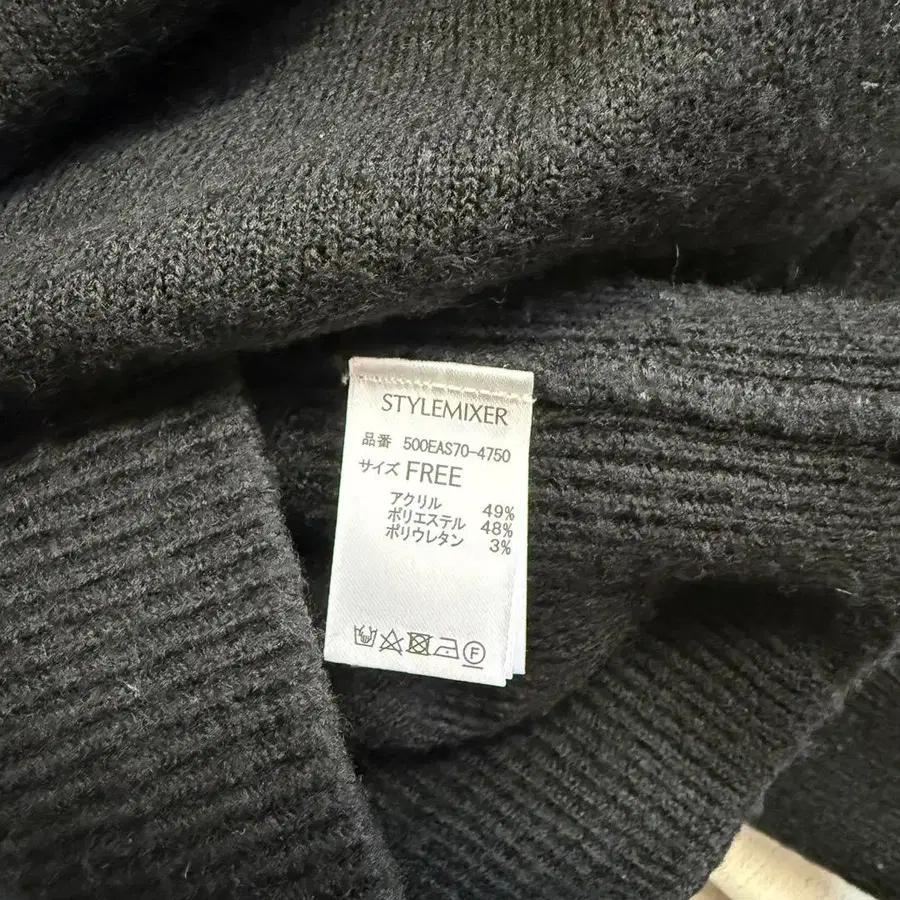 STYLEMIXER
品番 500EAS70-4750
サイズ FREE
アクリル 49%
ポリエステル 48%
ポリウレタン 3%
F